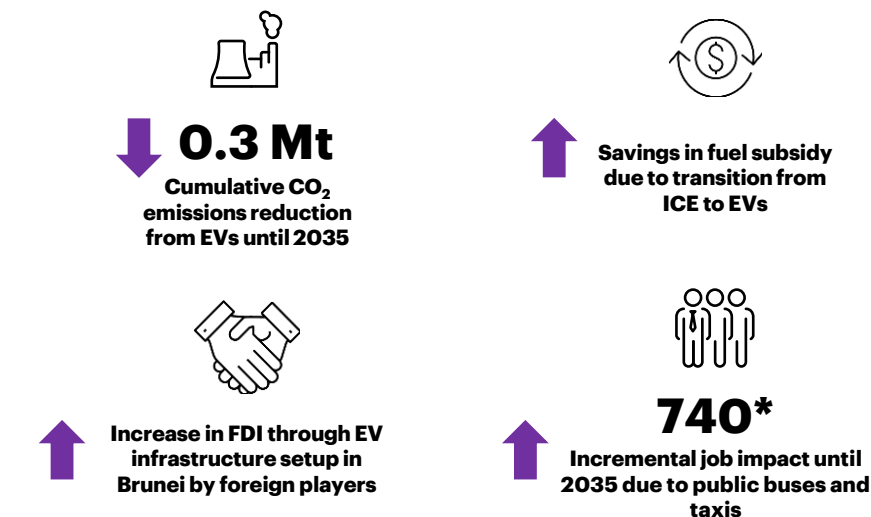 $
0.3 Mt
Cumulative CO₂
emissions reduction
from EVs until 2035
Savings in fuel subsidy
due to transition from
ICE to EVs
Increase in FDI through EV
infrastructure setup in
Brunei by foreign players
740*
Incremental job impact until
2035 due to public buses and
taxis